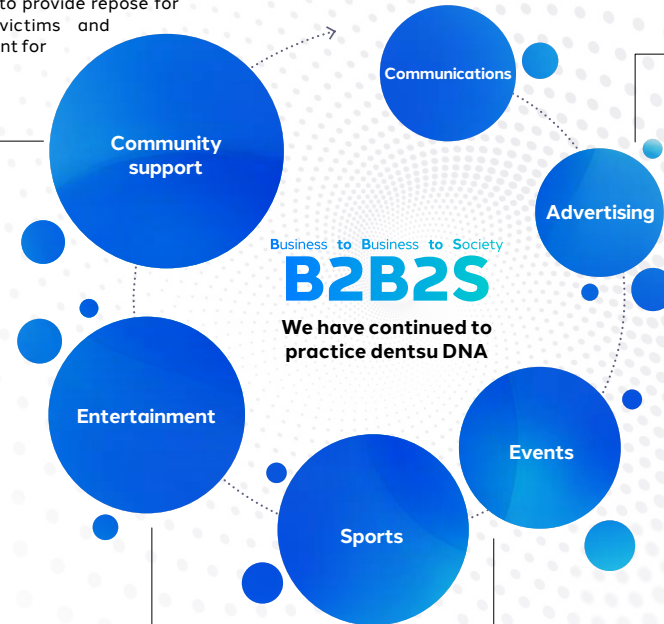 to provide repose for
victims and
nt for
Communications
Community
support
Advertising
Business to Business to Society
B2B2S
We have continued to
practice dentsu DNA
Entertainment
Events
Sports